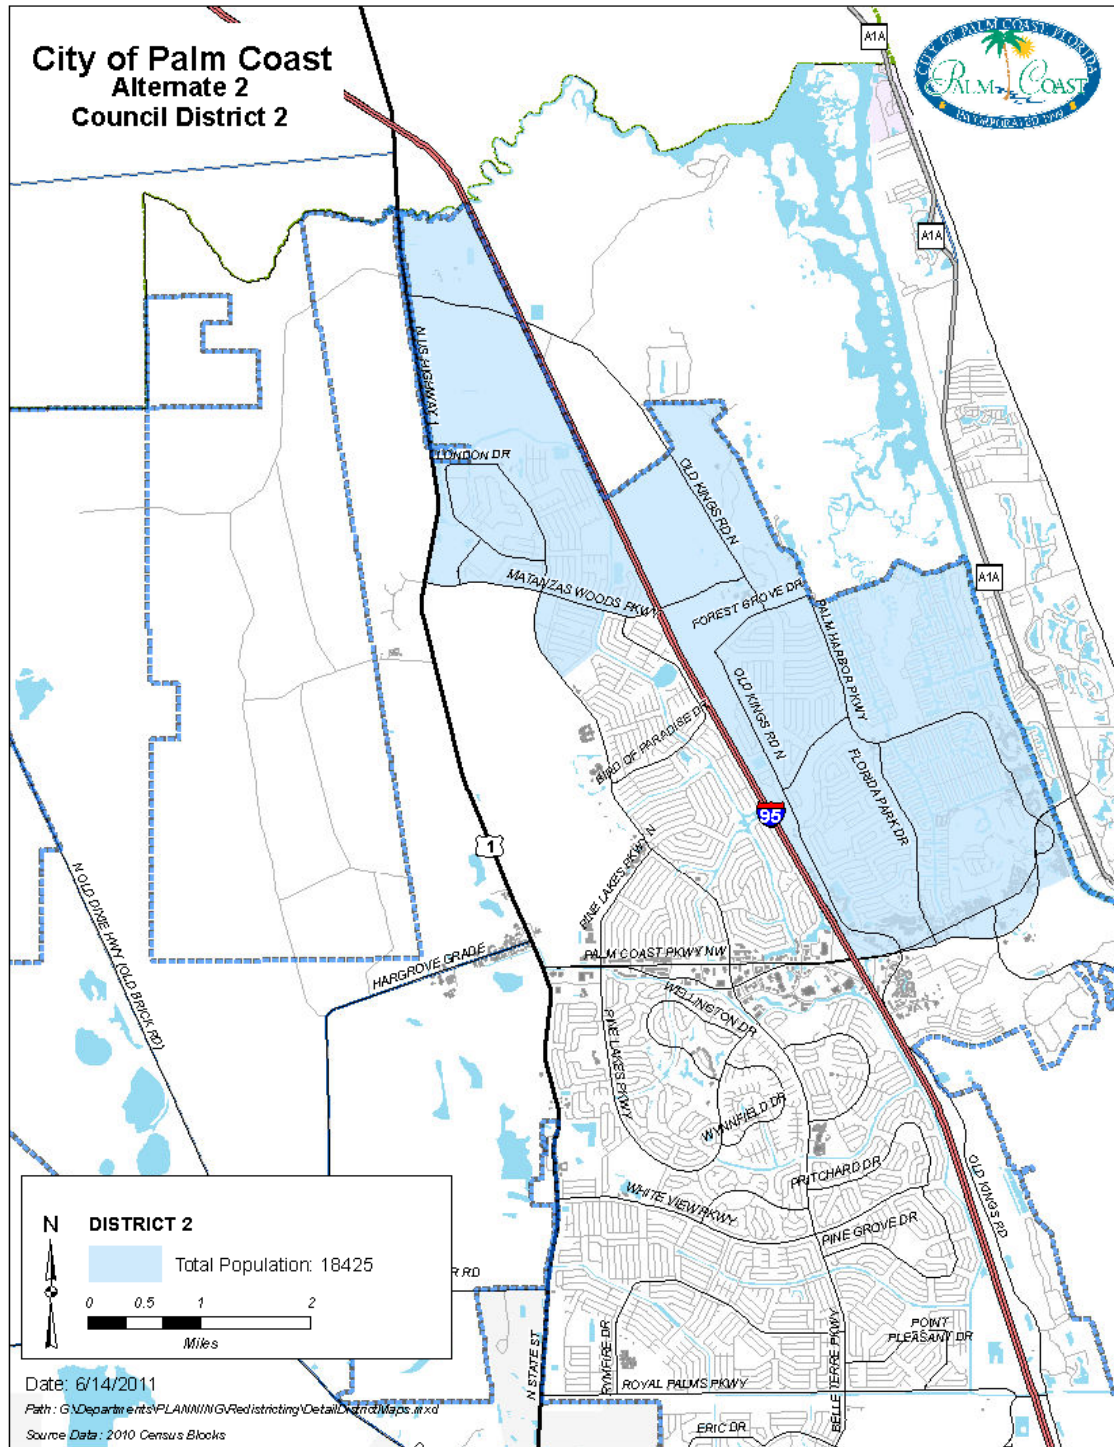 City of Palm Coast
Alternate 2
Council District 2
CITY OF PALM COAST, FLORIDA
PALM COAST
INCORPORATED 1999
A1A
A1A
A1A
N US HIGHWAY 1
LONDON DR
OLD KINGS RD N
MATANZAS WOODS PKWY
FOREST GROVE DR
PALM HARBOR PKWY
OLD KINGS RD N
BIRD OF PARADISE DR
FLORIDA PARK DR
95
1
PINE LAKES PKWY N
N OLD DIXIE HWY (OLD BRICK RD)
HARGROVE GRADE
PALM COAST PKWY NW
WELLINGTON DR
PINE LAKES PKWY
WYNNFIELD DR
PRITCHARD DR
OLD KINGS RD
WHITE VIEW PKWY
PINE GROVE DR
N
DISTRICT 2
Total Population: 18425
R RD
0 0.5 1 2
Miles
POINT
PLEASANT DR
N STATE ST
RYMFIRE DR
BELLE TERRE PKWY
ROYAL PALMS PKWY
ERIC DR
Date: 6/14/2011
Path: G:\Departments\PLANNING\Redistricting\DetailDistrictMaps.mxd
Source Data: 2010 Census Blocks